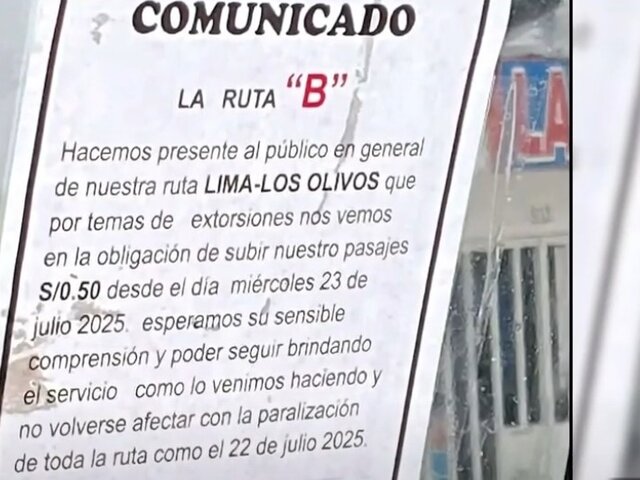 COMUNICADO
LA RUTA “B”
Hacemos presente al público en general
de nuestra ruta LIMA-LOS OLIVOS que
por temas de extorsiones nos vemos
en la obligación de subir nuestro pasajes
S/0.50 desde el día miércoles 23 de
julio 2025. esperamos su sensible
comprensión y poder seguir brindando
el servicio como lo venimos haciendo y
no volverse afectar con la paralización
de toda la ruta como el 22 de julio 2025.
LA